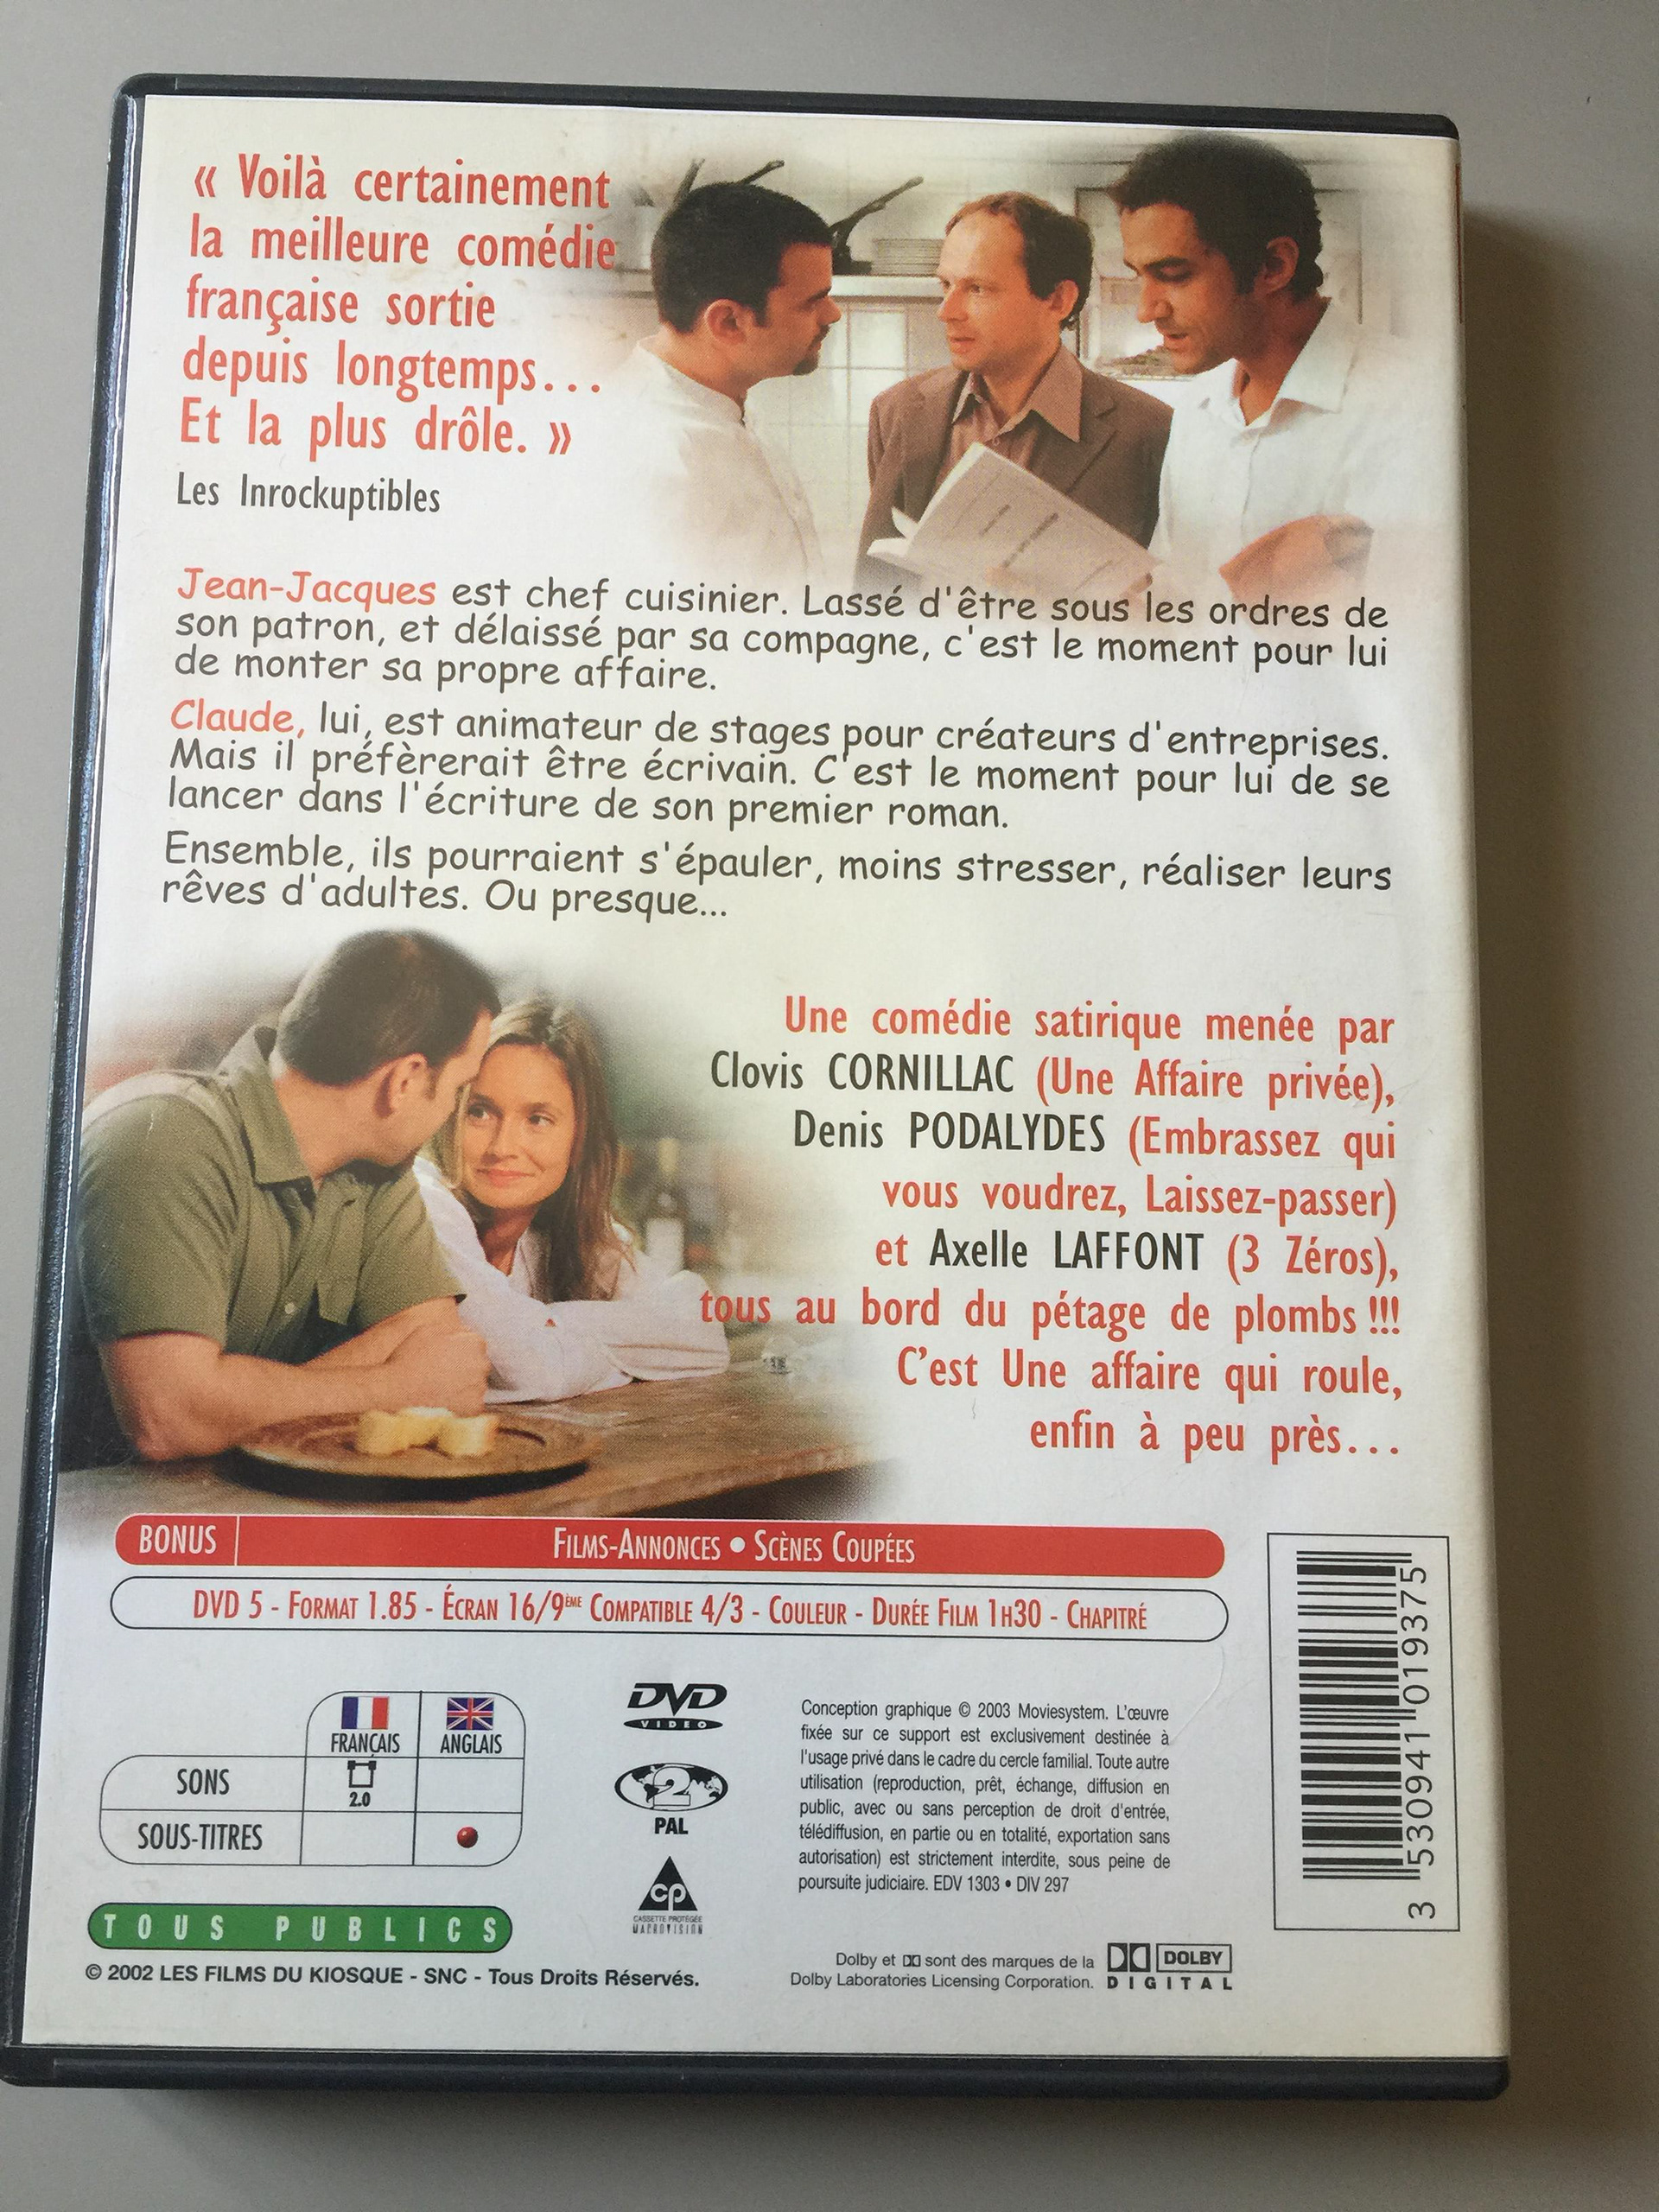 « Voilà certainement
la meilleure comédie
française sortie
depuis longtemps...
Et la plus drôle. »
Les Inrockuptibles
Jean-Jacques est chef cuisinier. Lassé d'être sous les ordres de
son patron, et délaissé par sa compagne, c'est le moment pour lui
de monter sa propre affaire.
Claude, lui, est animateur de stages pour créateurs d'entreprises.
Mais il préfèrerait être écrivain. C'est le moment pour lui de se
lancer dans l'écriture de son premier roman.
Ensemble, ils pourraient s'épauler, moins stresser, réaliser leurs
rêves d'adultes. Ou presque...
Une comédie satirique menée par
Clovis CORNILLAC (Une Affaire privée),
Denis PODALYDES (Embrassez qui
vous voudrez, Laissez-passer)
et Axelle LAFFONT (3 Zéros),
tous au bord du pétage de plombs !!!
C'est Une affaire qui roule,
enfin à peu près...
BONUS FILMS-ANNONCES • SCÈNES COUPÉES
DVD 5 - FORMAT 1.85 - ÉCRAN 16/9ÈME COMPATIBLE 4/3 - COULEUR - DURÉE FILM 1H30 - CHAPITRÉ
FRANÇAIS ANGLAIS
SONS 2.0
SOUS-TITRES
TOUS PUBLICS
© 2002 LES FILMS DU KIOSQUE - SNC - Tous Droits Réservés.
DVD
VIDEO
2
PAL
cp
CASSETTE PROTÉGÉE
MACROVISION
Conception graphique © 2003 Moviesystem. L'œuvre
fixée sur ce support est exclusivement destinée à
l'usage privé dans le cadre du cercle familial. Toute autre
utilisation (reproduction, prêt, échange, diffusion en
public, avec ou sans perception de droit d'entrée,
télédiffusion, en partie ou en totalité, exportation sans
autorisation) est strictement interdite, sous peine de
poursuite judiciaire. EDV 1303 • DIV 297
Dolby et sont des marques de la
Dolby Laboratories Licensing Corporation.
DOLBY
DIGITAL
3 530941 019375